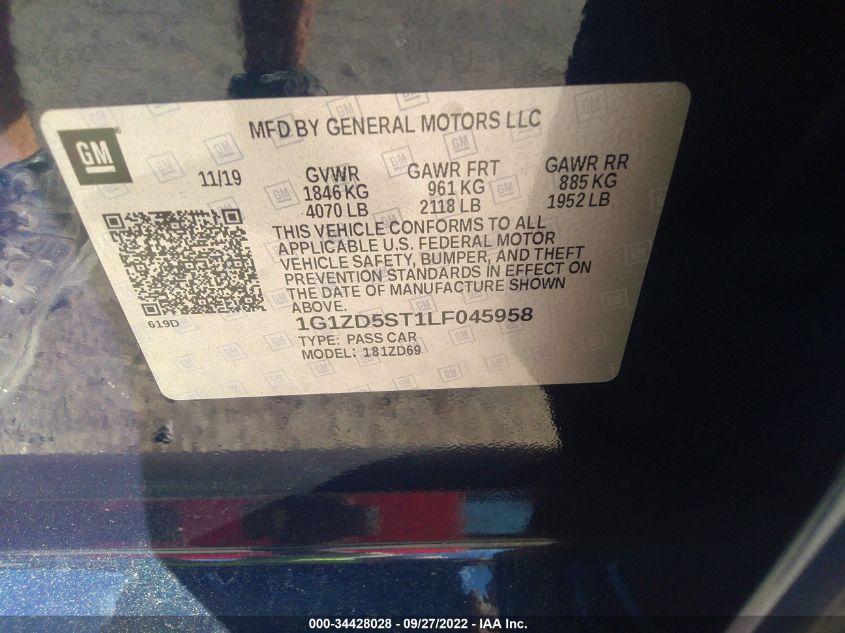 GM
MFD BY GENERAL MOTORS LLC
11/19
GVWR
1846 KG
4070 LB
GAWR FRT
961 KG
2118 LB
GAWR RR
885 KG
1952 LB
THIS VEHICLE CONFORMS TO ALL
APPLICABLE U.S. FEDERAL MOTOR
VEHICLE SAFETY, BUMPER, AND THEFT
PREVENTION STANDARDS IN EFFECT ON
THE DATE OF MANUFACTURE SHOWN
ABOVE.
619D
1G1ZD5ST1LF045958
TYPE: PASS CAR
MODEL: 181ZD69
000-34428028 - 09/27/2022 - IAA Inc.